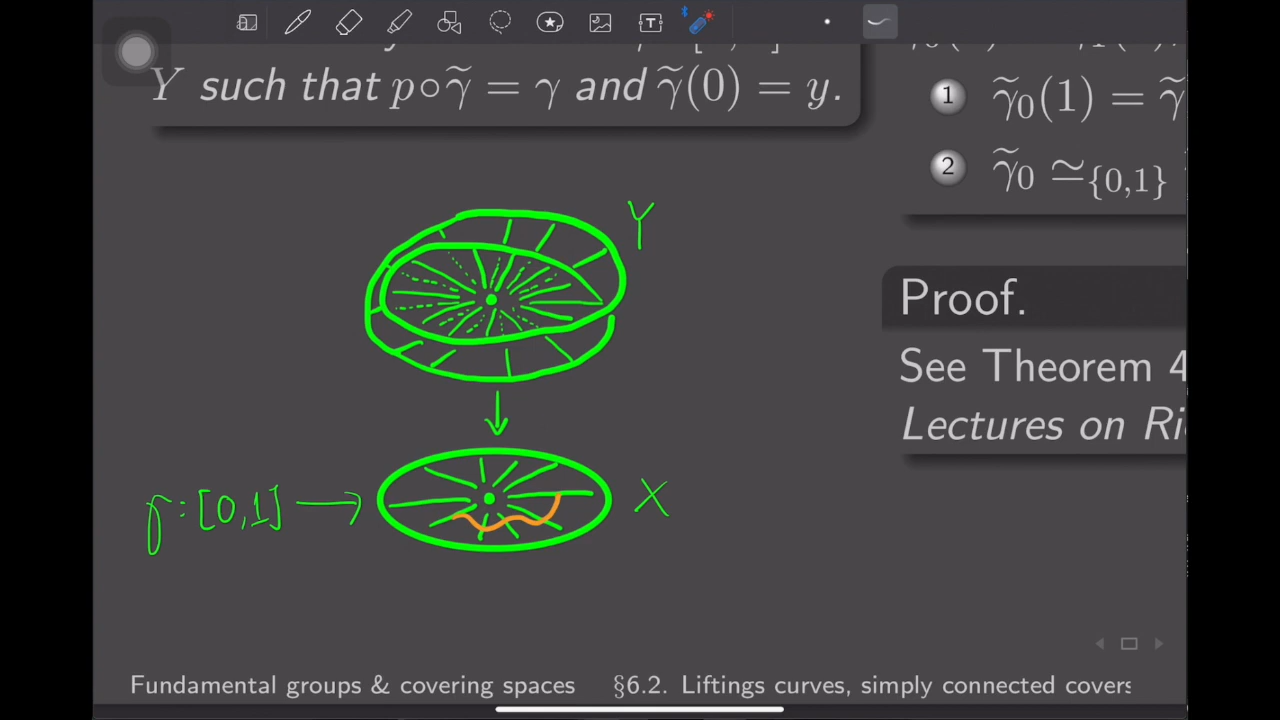 Y such that p∘γ̃ = γ and γ̃(0) = y.
1 γ̃₀(1) = γ̃
2 γ̃₀ ≃{0,1}
Y
Proof.
See Theorem 4
Lectures on Ri
γ: [0,1] ⟶
X
Fundamental groups & covering spaces
§6.2. Liftings curves, simply connected covers